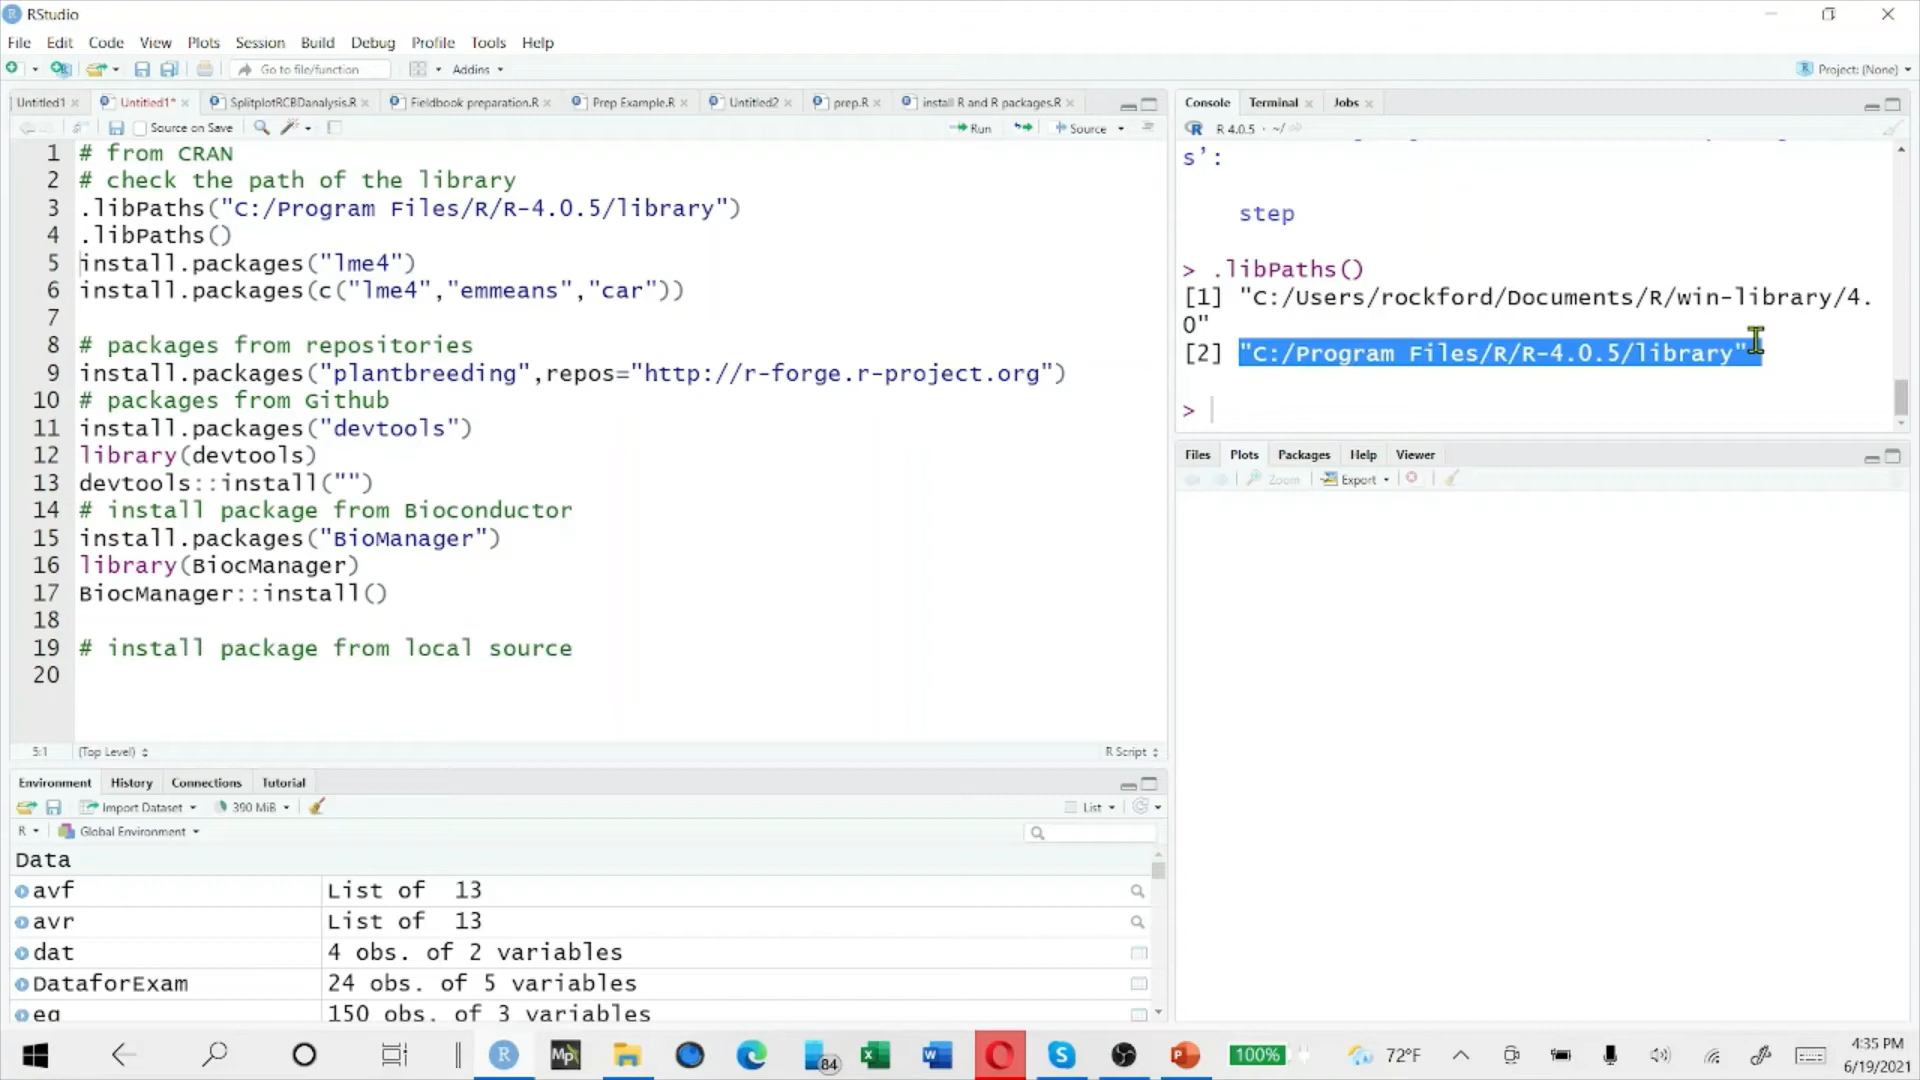 RStudio
File Edit Code View Plots Session Build Debug Profile Tools Help
Go to file/function Addins Project: (None)
Untitled1 Untitled1* SplitplotRCBDanalysis.R Fieldbook preparation.R Prep Example.R Untitled2 prep.R install R and R packages.R
Source on Save Run Source
1 # from CRAN
2 # check the path of the library
3 .libPaths("C:/Program Files/R/R-4.0.5/library")
4 .libPaths()
5 install.packages("lme4")
6 install.packages(c("lme4","emmeans","car"))
7
8 # packages from repositories
9 install.packages("plantbreeding",repos="http://r-forge.r-project.org")
10 # packages from Github
11 install.packages("devtools")
12 library(devtools)
13 devtools::install("")
14 # install package from Bioconductor
15 install.packages("BioManager")
16 library(BiocManager)
17 BiocManager::install()
18
19 # install package from local source
20
5:1 (Top Level) R Script
Environment History Connections Tutorial
Import Dataset 390 MiB List
R Global Environment
Data
avf List of 13
avr List of 13
dat 4 obs. of 2 variables
DataforExam 24 obs. of 5 variables
eg 150 obs. of 3 variables
Console Terminal Jobs
R 4.0.5 · ~/
s’:
step
> .libPaths()
[1] "C:/Users/rockford/Documents/R/win-library/4.
0"
[2] "C:/Program Files/R/R-4.0.5/library"
>
Files Plots Packages Help Viewer
Zoom Export
84 100% 72°F 4:35 PM
6/19/2021